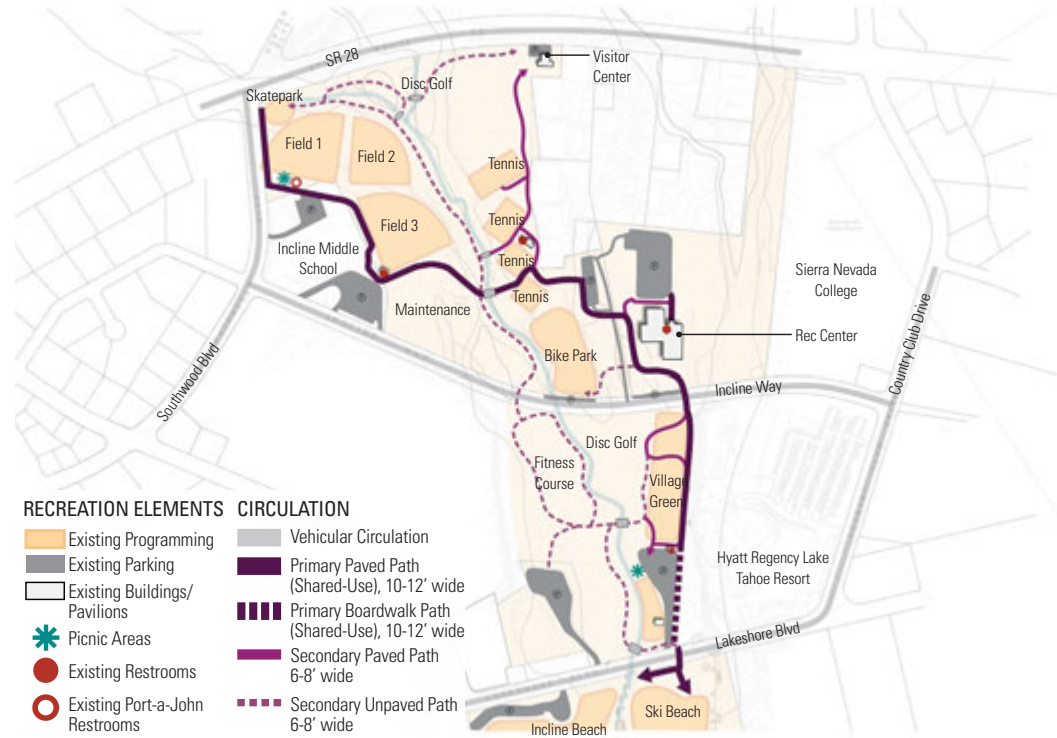 SR 28
Visitor
Center
Disc Golf
Skatepark
Field 1
Field 2
Tennis
Field 3
Tennis
Incline Middle
School
Tennis
Sierra Nevada
College
Tennis
Maintenance
Rec Center
Bike Park
Southwood Blvd
Country Club Drive
Incline Way
Disc Golf
Fitness
Course
Village
Green
Hyatt Regency Lake
Tahoe Resort
Lakeshore Blvd
Ski Beach
Incline Beach
RECREATION ELEMENTS
Existing Programming
Existing Parking
Existing Buildings/
Pavilions
Picnic Areas
Existing Restrooms
Existing Port-a-John
Restrooms
CIRCULATION
Vehicular Circulation
Primary Paved Path
(Shared-Use), 10-12’ wide
Primary Boardwalk Path
(Shared-Use), 10-12’ wide
Secondary Paved Path
6-8’ wide
Secondary Unpaved Path
6-8’ wide